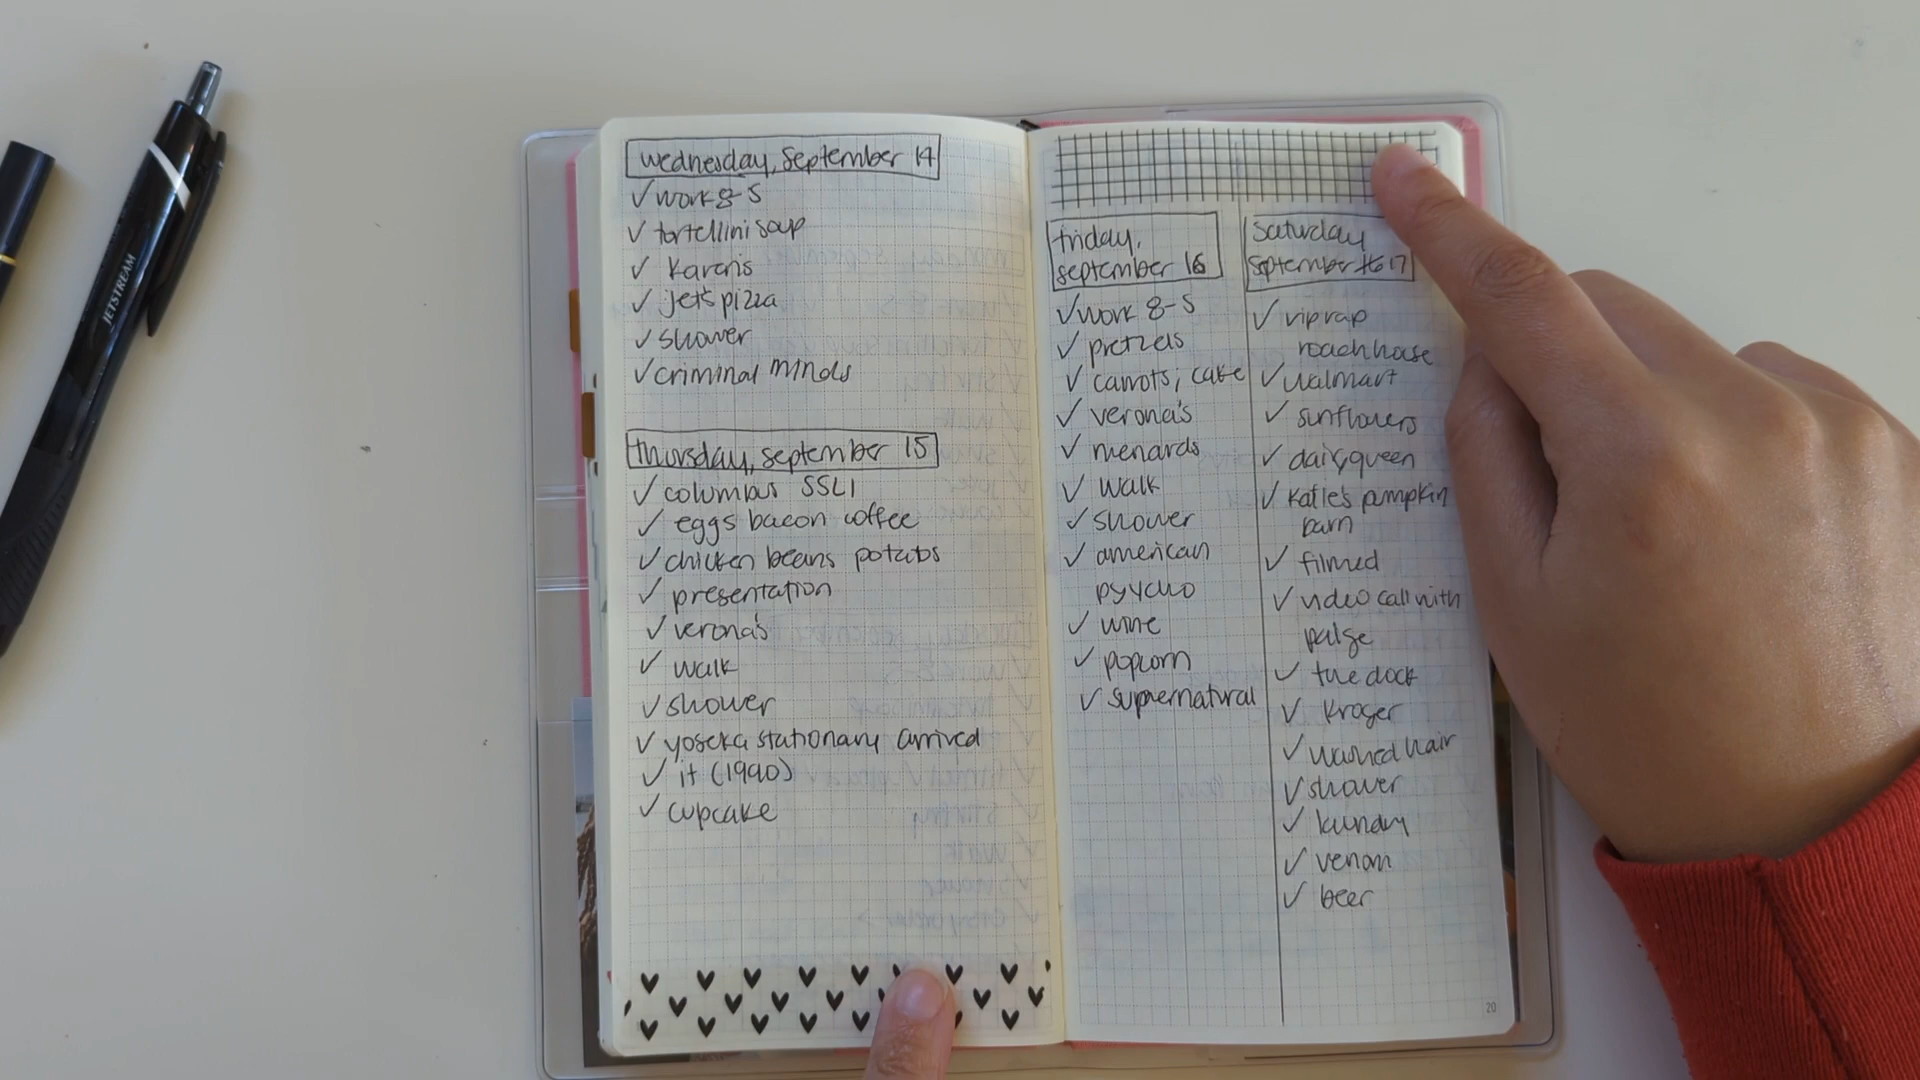 JETSTREAM
wednesday, september 14
✓ work 8-5
✓ tortellini soup
✓ Karen's
✓ jet's pizza
✓ shower
✓ criminal minds
thursday, september 15
✓ columbus SSLI
✓ eggs bacon coffee
✓ chicken beans potatoes
✓ presentation
✓ verona's
✓ walk
✓ shower
✓ yoseka stationary arrived
✓ it (1990)
✓ cupcake
friday,
september 16
✓ work 8-5
✓ pretzels
✓ carrots; cake
✓ verona's
✓ menards
✓ walk
✓ shower
✓ american
psycho
✓ wine
✓ popcorn
✓ supernatural
saturday
september 17
✓ riprap
roadhouse
✓ walmart
✓ sunflowers
✓ dairy queen
✓ Katie's pumpkin
barn
✓ filmed
✓ video call with
paige
✓ the dock
✓ kroger
✓ washed hair
✓ shower
✓ laundry
✓ venom
✓ beer
20